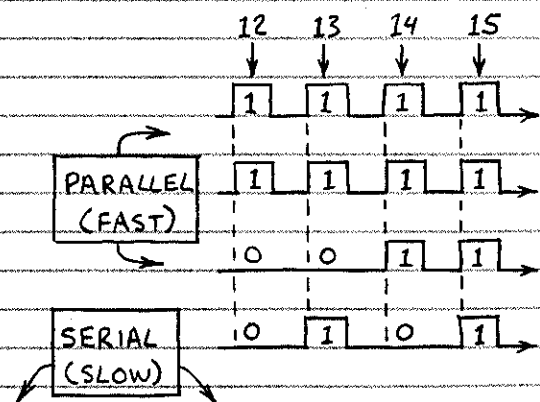 12 13 14 15
1 1 1 1
PARALLEL
(FAST)
1 1 1 1
0 0 1 1
SERIAL
(SLOW)
0 1 0 1